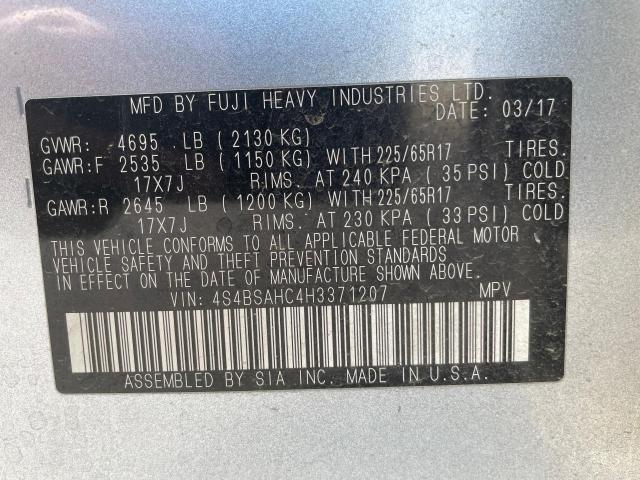 MFD BY FUJI HEAVY INDUSTRIES LTD.
DATE: 03/17
GVWR: 4695 LB (2130 KG)
GAWR:F 2535 LB (1150 KG) WITH 225/65R17 TIRES.
17X7J RIMS. AT 240 KPA (35 PSI) COLD
GAWR:R 2645 LB (1200 KG) WITH 225/65R17 TIRES.
17X7J RIMS. AT 230 KPA (33 PSI) COLD
THIS VEHICLE CONFORMS TO ALL APPLICABLE FEDERAL MOTOR
VEHICLE SAFETY AND THEFT PREVENTION STANDARDS
IN EFFECT ON THE DATE OF MANUFACTURE SHOWN ABOVE.
VIN: 4S4BSAHC4H3371207 MPV
ASSEMBLED BY SIA INC. MADE IN U.S.A.